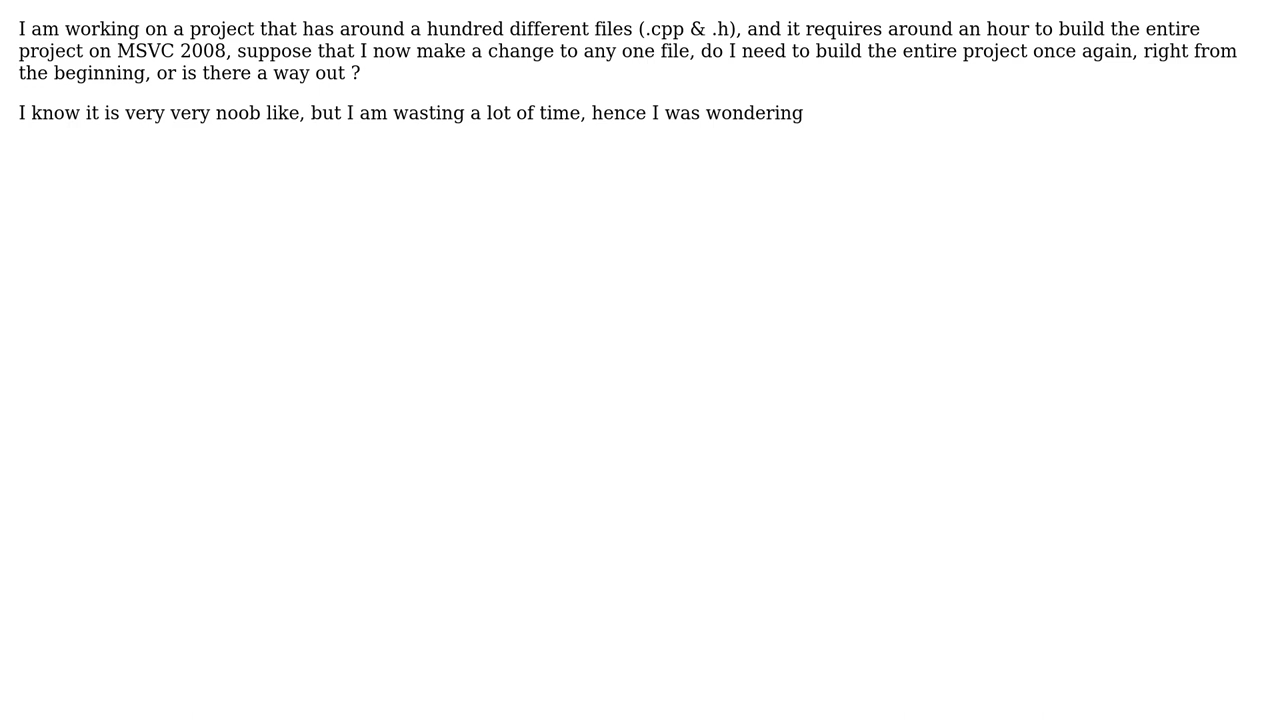 I am working on a project that has around a hundred different files (.cpp & .h), and it requires around an hour to build the entire
project on MSVC 2008, suppose that I now make a change to any one file, do I need to build the entire project once again, right from
the beginning, or is there a way out ?
I know it is very very noob like, but I am wasting a lot of time, hence I was wondering